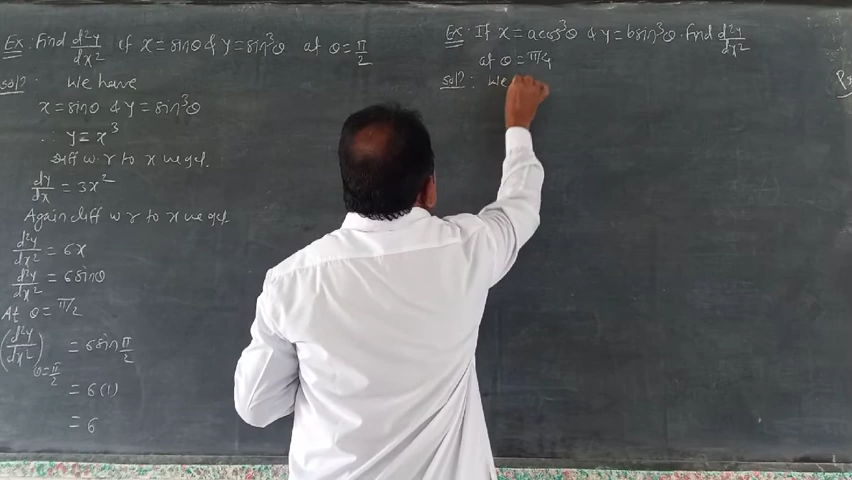 Ex: Find d²y/dx² if x = sinθ & y = sin³θ at θ = π/2
Solⁿ: We have
x = sinθ & y = sin³θ
∴ y = x³
Diff w.r to x we get.
dy/dx = 3x²
Again diff w r to x we get.
d²y/dx² = 6x
d²y/dx² = 6sinθ
At θ = π/2
(d²y/dx²)θ=π/2 = 6sin π/2
= 6(1)
= 6
Ex: If x = acos³θ & y = bsin³θ. Find d²y/dx²
at θ = π/4
Solⁿ: We